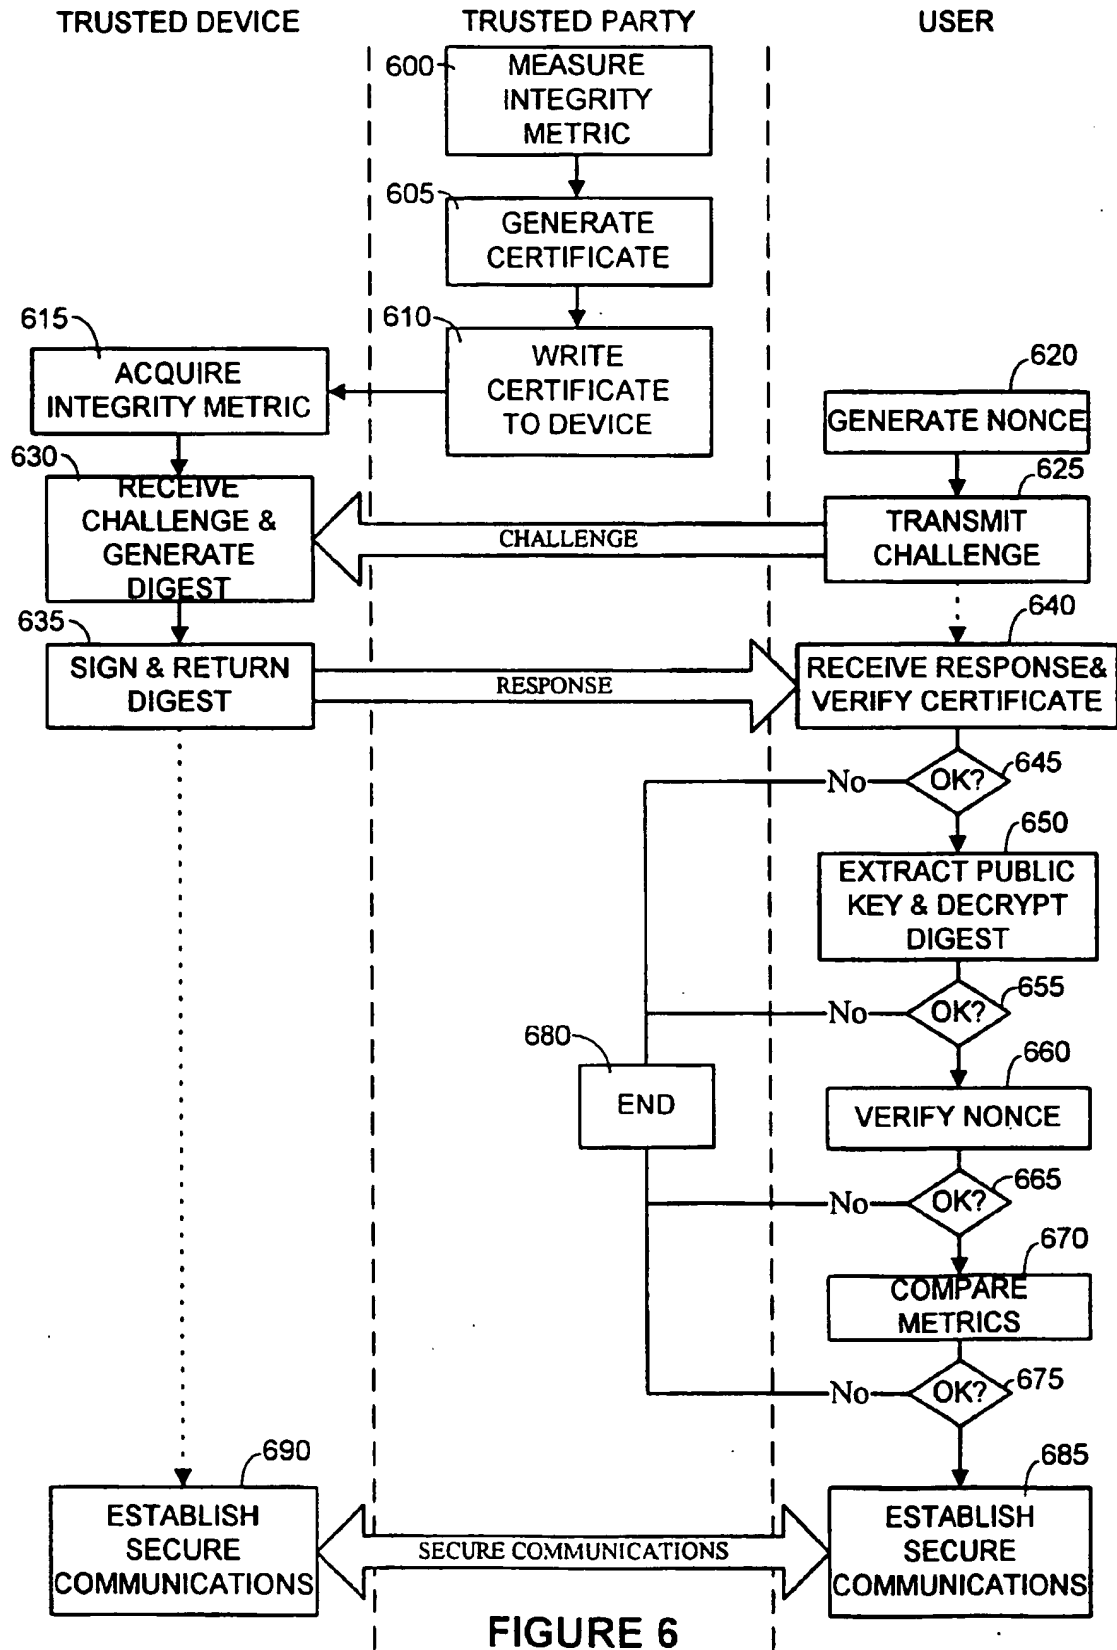 TRUSTED DEVICE
TRUSTED PARTY
USER
600
MEASURE
INTEGRITY
METRIC
605
GENERATE
CERTIFICATE
610
WRITE
CERTIFICATE
TO DEVICE
615
ACQUIRE
INTEGRITY METRIC
620
GENERATE NONCE
625
TRANSMIT
CHALLENGE
CHALLENGE
630
RECEIVE
CHALLENGE &
GENERATE
DIGEST
635
SIGN & RETURN
DIGEST
RESPONSE
640
RECEIVE RESPONSE&
VERIFY CERTIFICATE
645
OK?
No
650
EXTRACT PUBLIC
KEY & DECRYPT
DIGEST
655
OK?
No
680
END
660
VERIFY NONCE
665
OK?
No
670
COMPARE
METRICS
675
OK?
No
690
ESTABLISH
SECURE
COMMUNICATIONS
SECURE COMMUNICATIONS
685
ESTABLISH
SECURE
COMMUNICATIONS
FIGURE 6